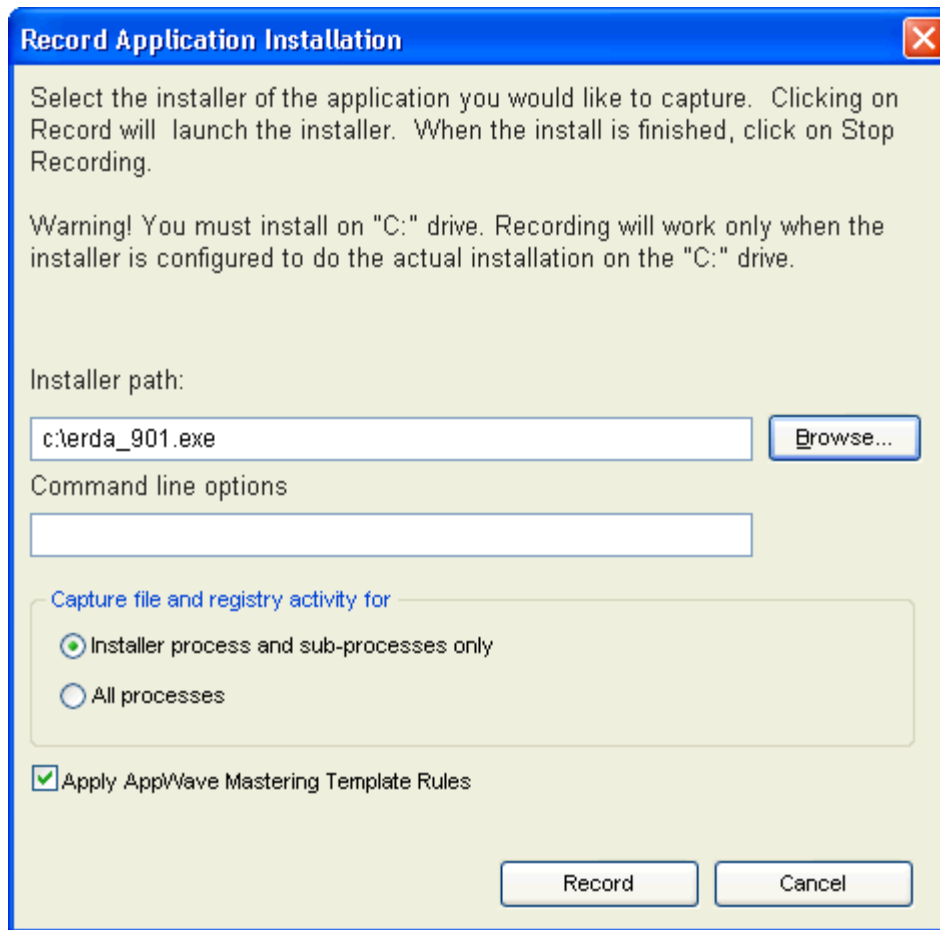 Record Application Installation
Select the installer of the application you would like to capture.  Clicking on
Record will  launch the installer.  When the install is finished, click on Stop
Recording.
Warning! You must install on "C:" drive. Recording will work only when the
installer is configured to do the actual installation on the "C:" drive.
Installer path:
c:\erda_901.exe
Browse...
Command line options
Capture file and registry activity for
Installer process and sub-processes only
All processes
Apply AppWave Mastering Template Rules
Record
Cancel